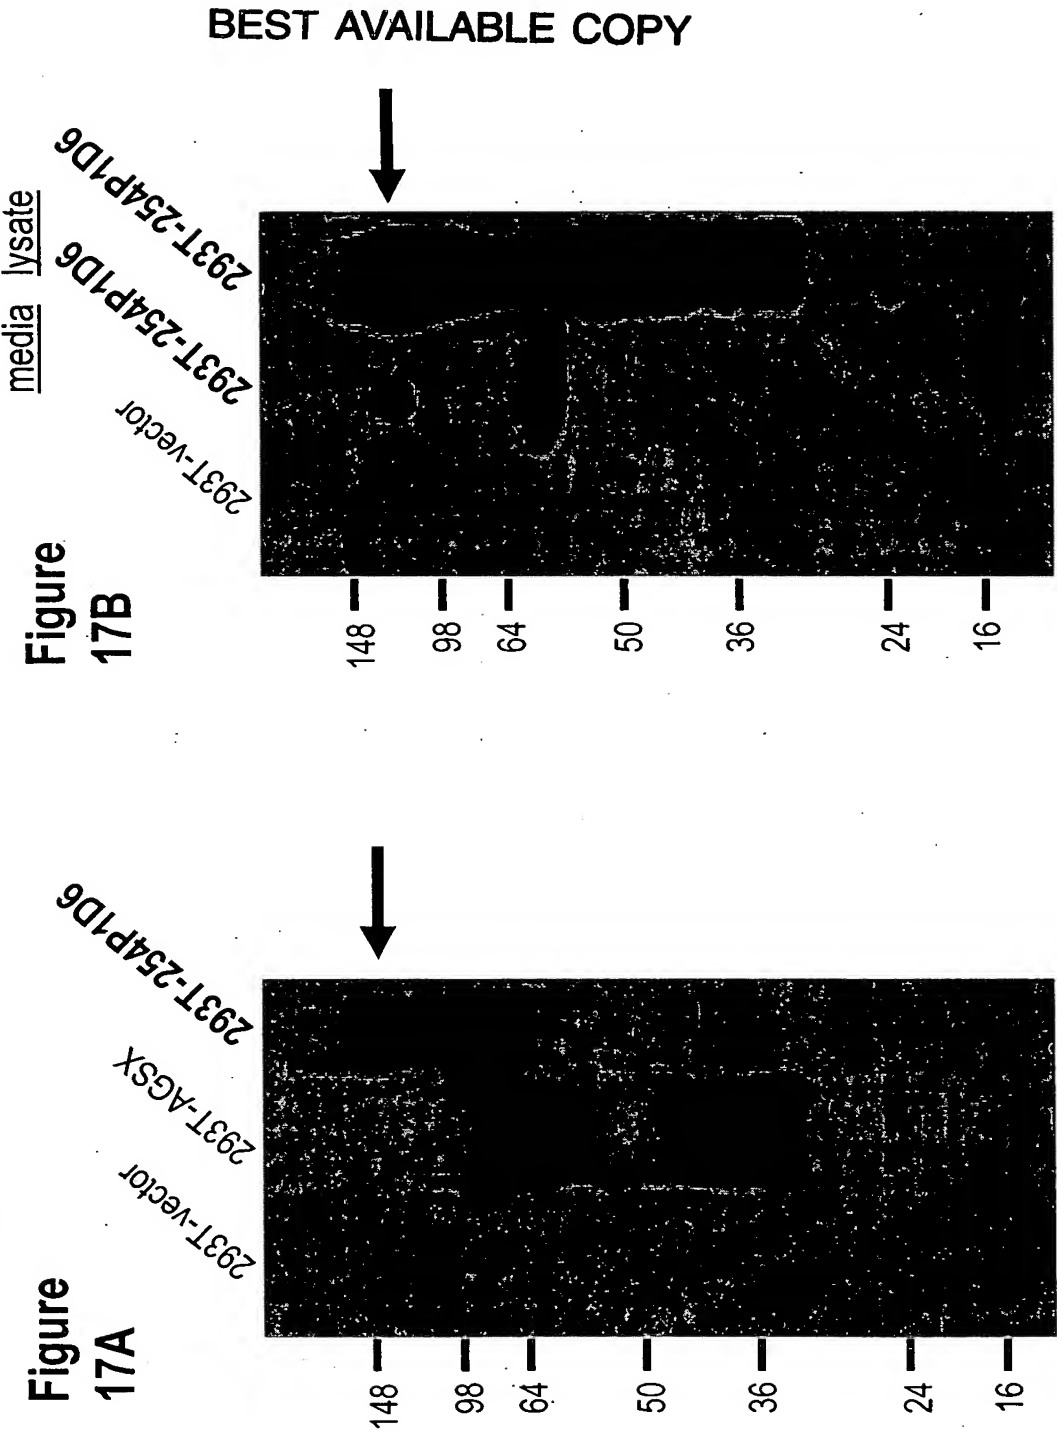 BEST AVAILABLE COPY
Figure
17A
293T-vector
293T-AGSX
293T-254P1D6
148
98
64
50
36
24
16
Figure
17B
media
lysate
293T-vector
293T-254P1D6
293T-254P1D6
148
98
64
50
36
24
16